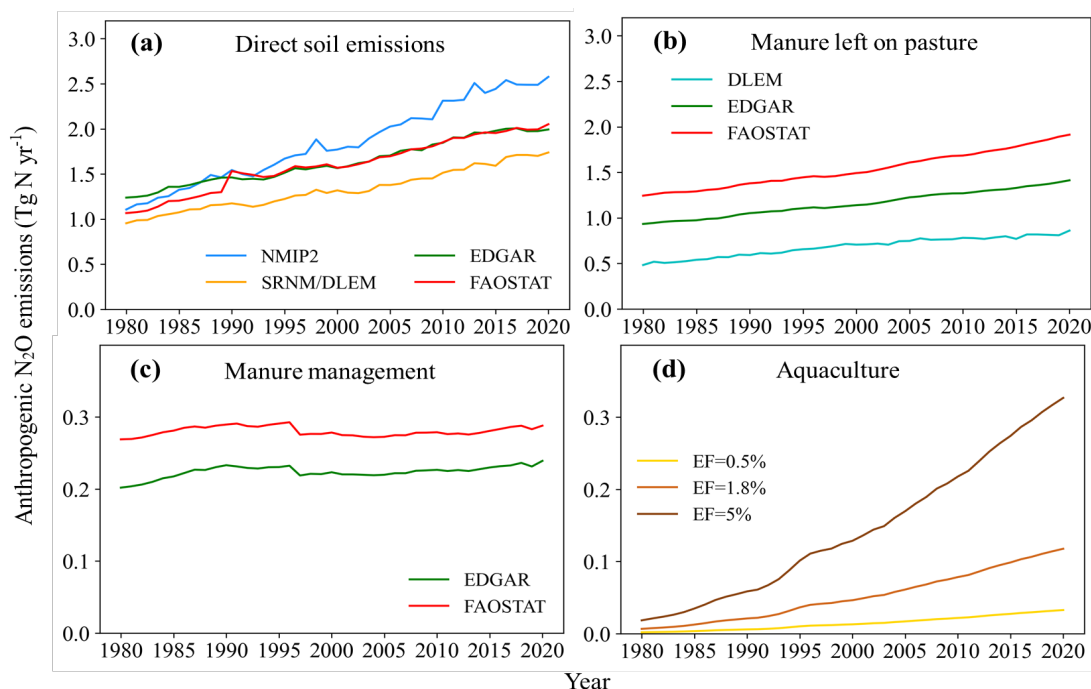 Anthropogenic N₂O emissions (Tg N yr⁻¹)
(a) Direct soil emissions
3.0
2.5
2.0
1.5
1.0
0.5
0.0
NMIP2 EDGAR
SRNM/DLEM FAOSTAT
1980 1985 1990 1995 2000 2005 2010 2015 2020
(b) Manure left on pasture
3.0
2.5
2.0
1.5
1.0
0.5
0.0
DLEM
EDGAR
FAOSTAT
1980 1985 1990 1995 2000 2005 2010 2015 2020
(c) Manure management
0.3
0.2
0.1
0.0
EDGAR
FAOSTAT
1980 1985 1990 1995 2000 2005 2010 2015 2020
(d) Aquaculture
0.3
0.2
0.1
0.0
EF=0.5%
EF=1.8%
EF=5%
1980 1985 1990 1995 2000 2005 2010 2015 2020
Year